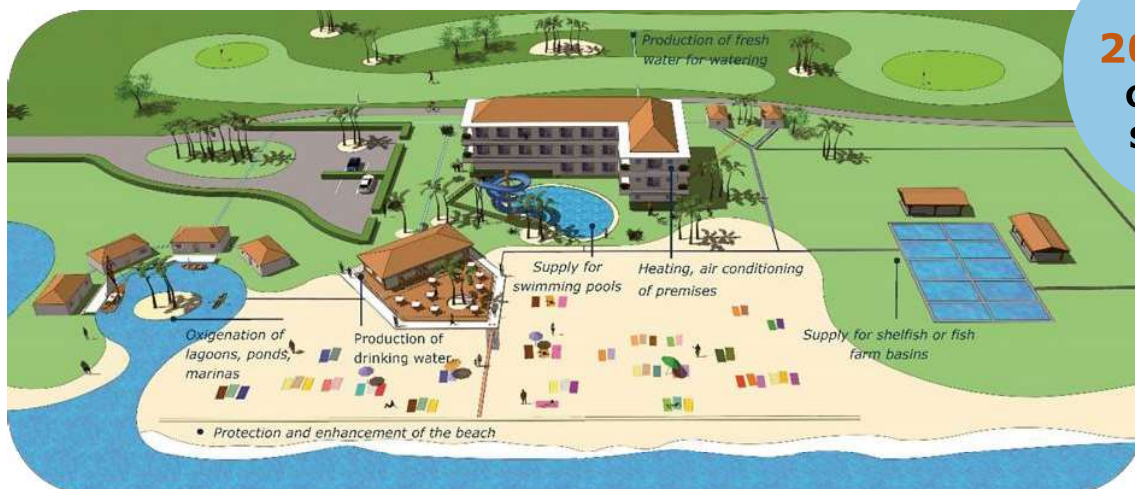 Production of fresh
water for watering
20
Supply for
swimming pools
Heating, air conditioning
of premises
Oxigenation of
lagoons, ponds,
marinas
Production of
drinking water
Supply for shelfish or fish
farm basins
• Protection and enhancement of the beach